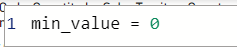 1 min_value = 0